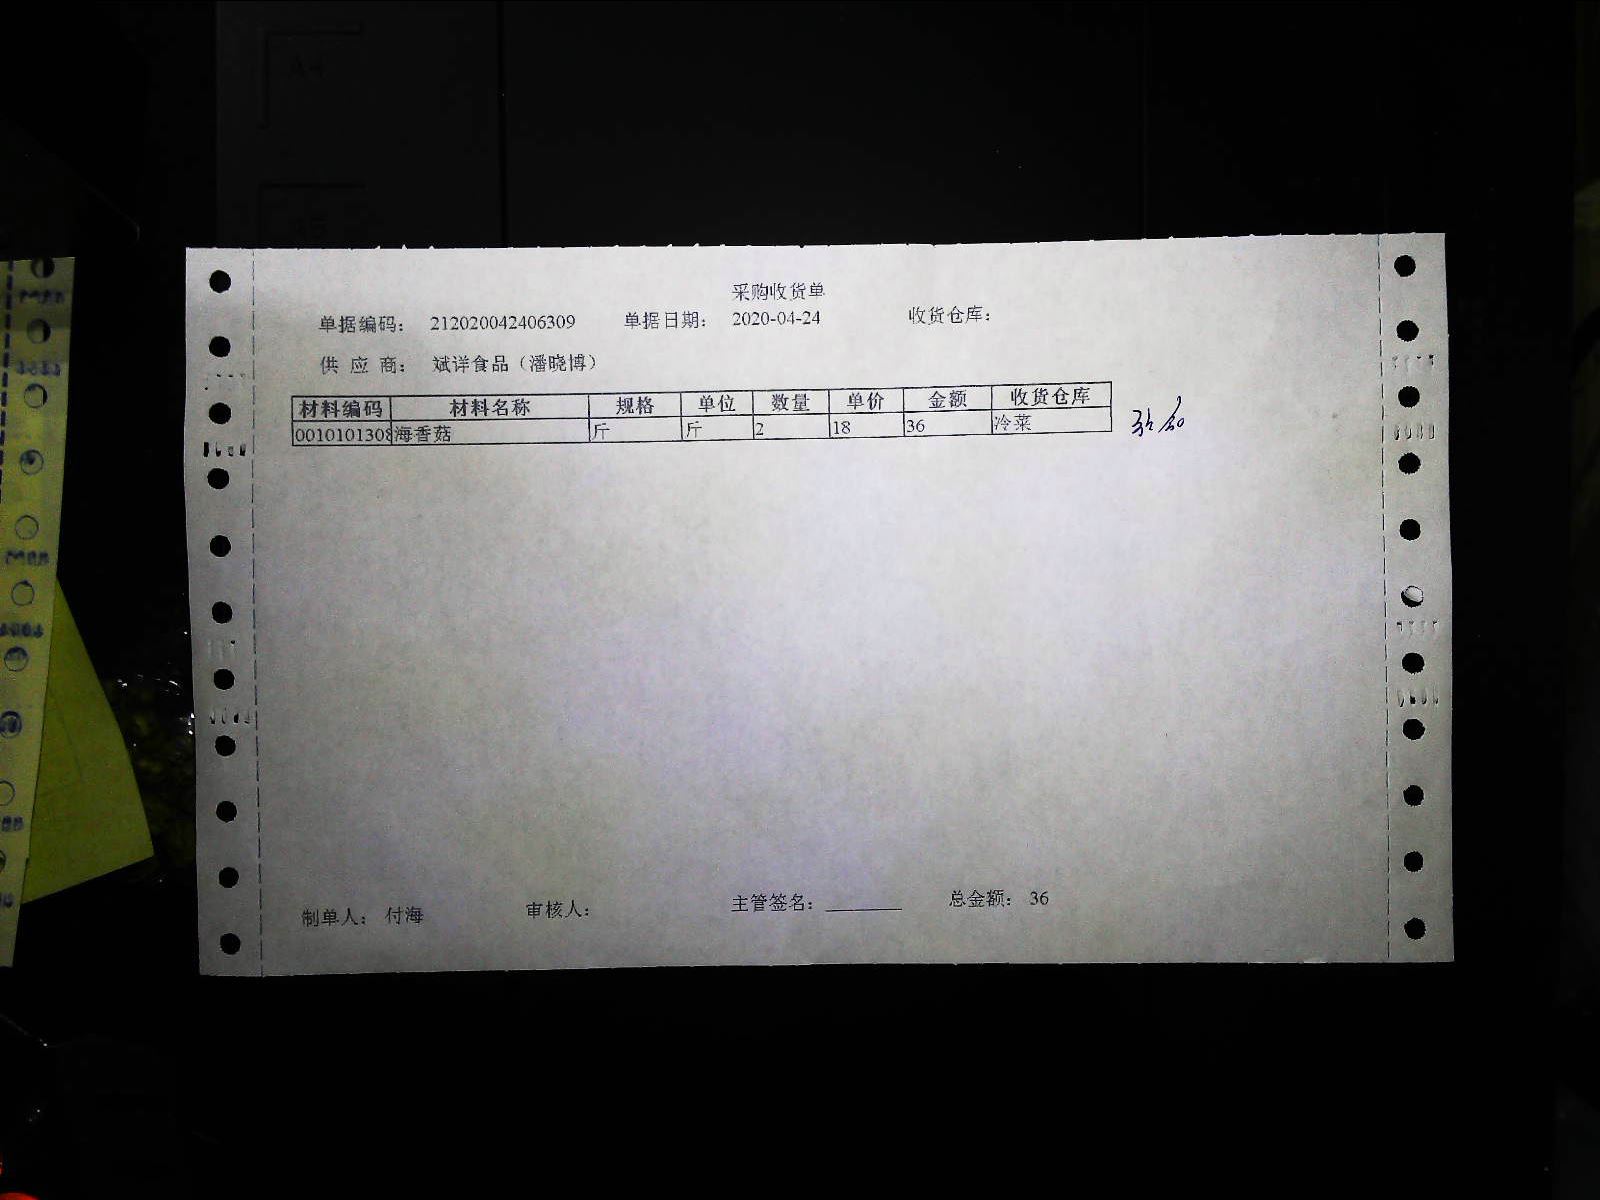 采购收货单
单据编码： 212020042406309 单据日期： 2020-04-24 收货仓库：
供 应 商： 斌详食品（潘晓博）
材料编码 材料名称 规格 单位 数量 单价 金额 收货仓库
0010101308 海香菇 斤 斤 2 18 36 冷菜
制单人： 付海 审核人： 主管签名： 总金额： 36